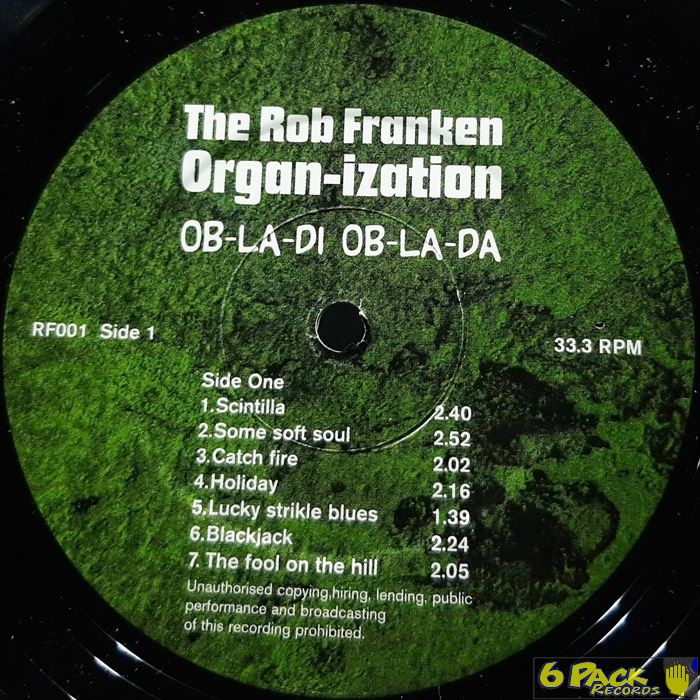 The Rob Franken
Organ-ization
OB-LA-DI OB-LA-DA
RF001 Side 1
33.3 RPM
Side One
1.Scintilla 2.40
2.Some soft soul 2.52
3.Catch fire 2.02
4.Holiday 2.16
5.Lucky strikle blues 1.39
6.Blackjack 2.24
7. The fool on the hill 2.05
Unauthorised copying,hiring, lending, public
performance and broadcasting
of this recording prohibited.
6 PACK
RECORDS